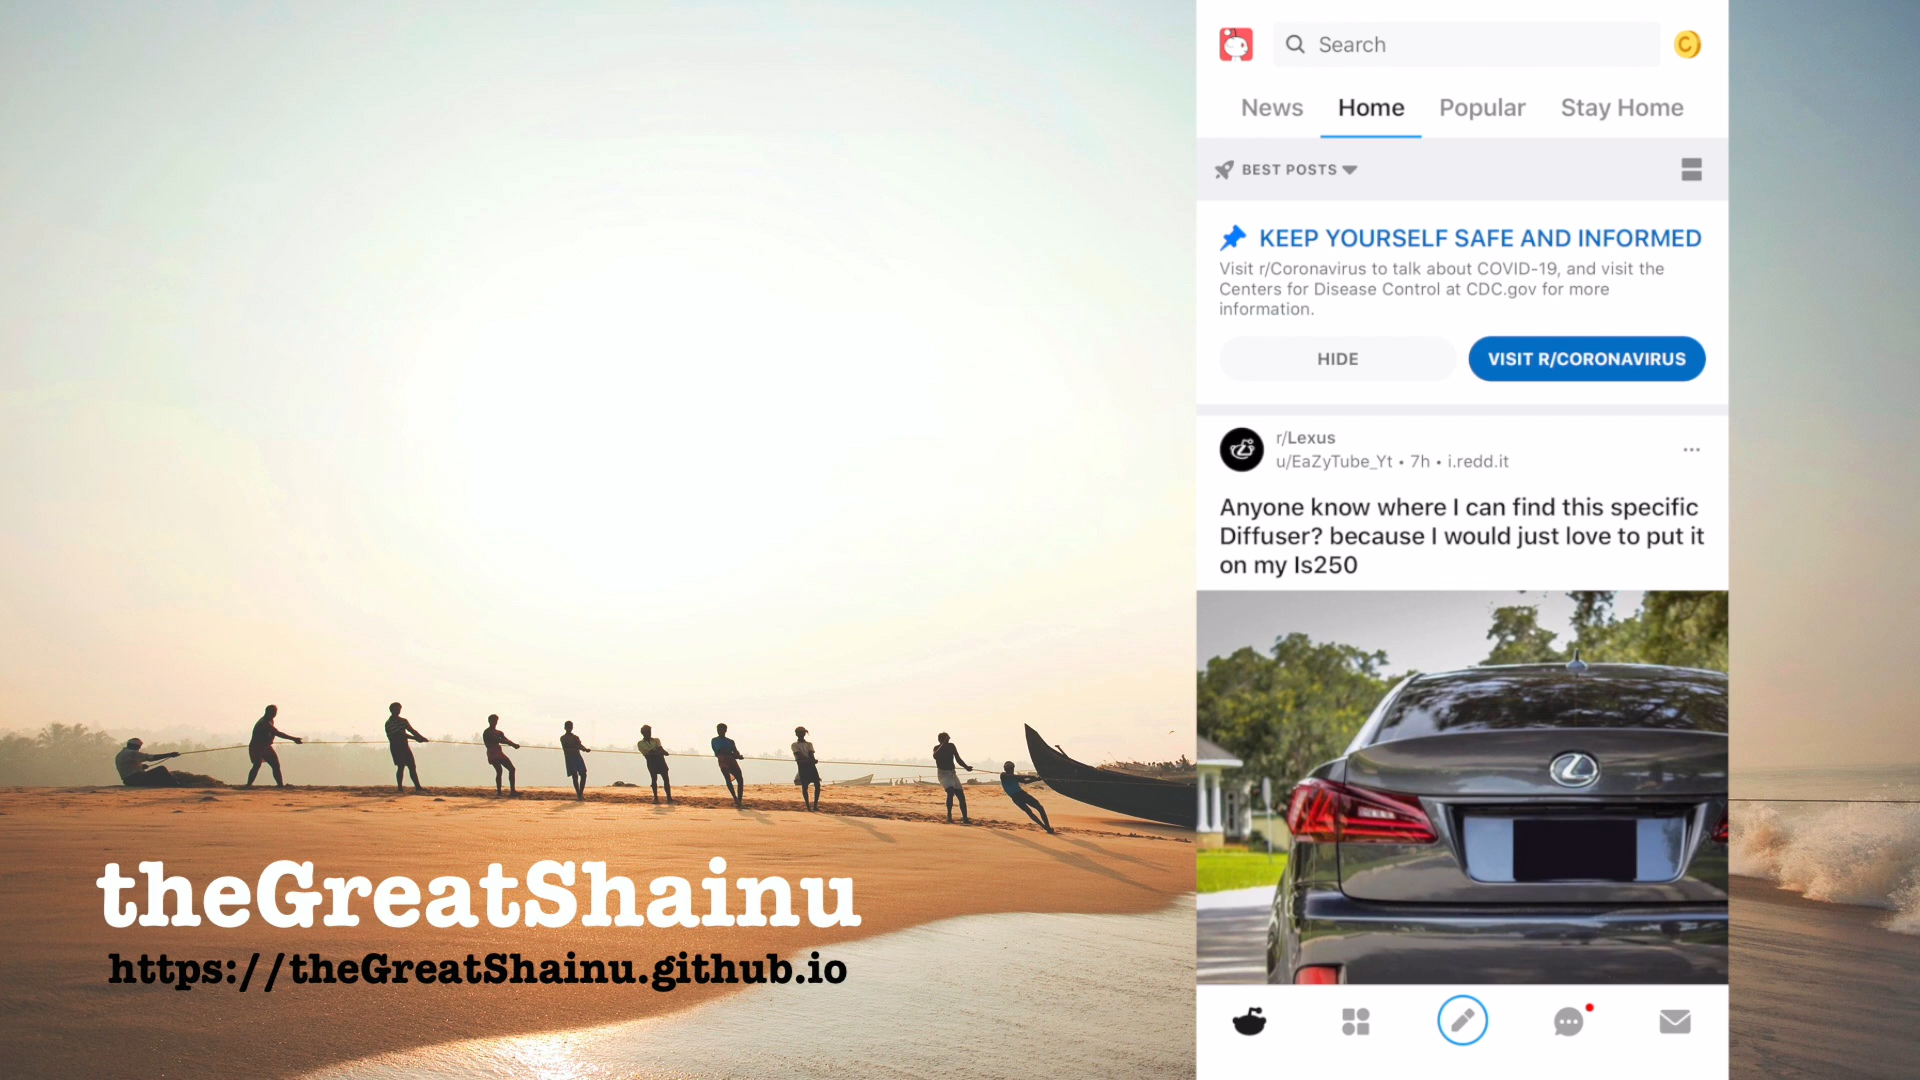 Search
News Home Popular Stay Home
BEST POSTS
KEEP YOURSELF SAFE AND INFORMED
Visit r/Coronavirus to talk about COVID-19, and visit the
Centers for Disease Control at CDC.gov for more
information.
HIDE VISIT R/CORONAVIRUS
r/Lexus
u/EaZyTube_Yt • 7h • i.redd.it
Anyone know where I can find this specific
Diffuser? because I would just love to put it
on my Is250
theGreatShainu
https://theGreatShainu.github.io